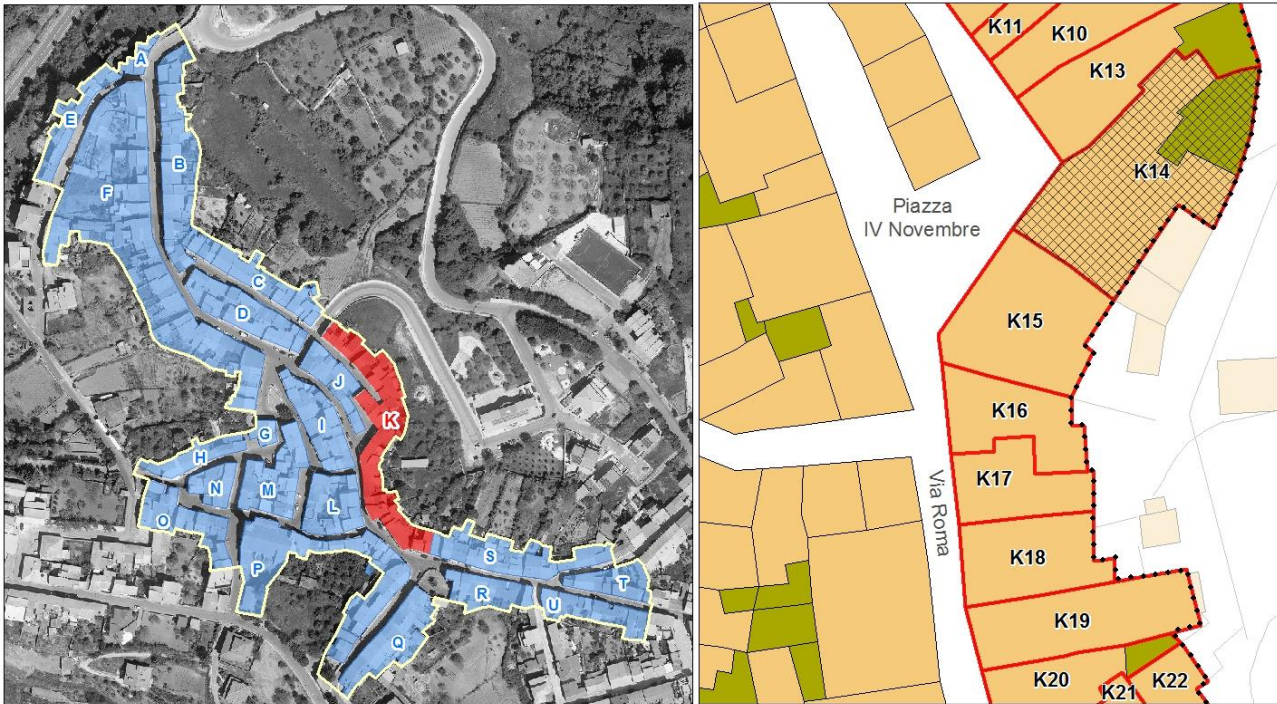 A
E
B
F
C
D
J
K
I
G
H
M
N
L
O
P
S
T
R
U
Q
K11
K10
K13
K14
Piazza
IV Novembre
K15
K16
K17
Via Roma
K18
K19
K20
K21
K22